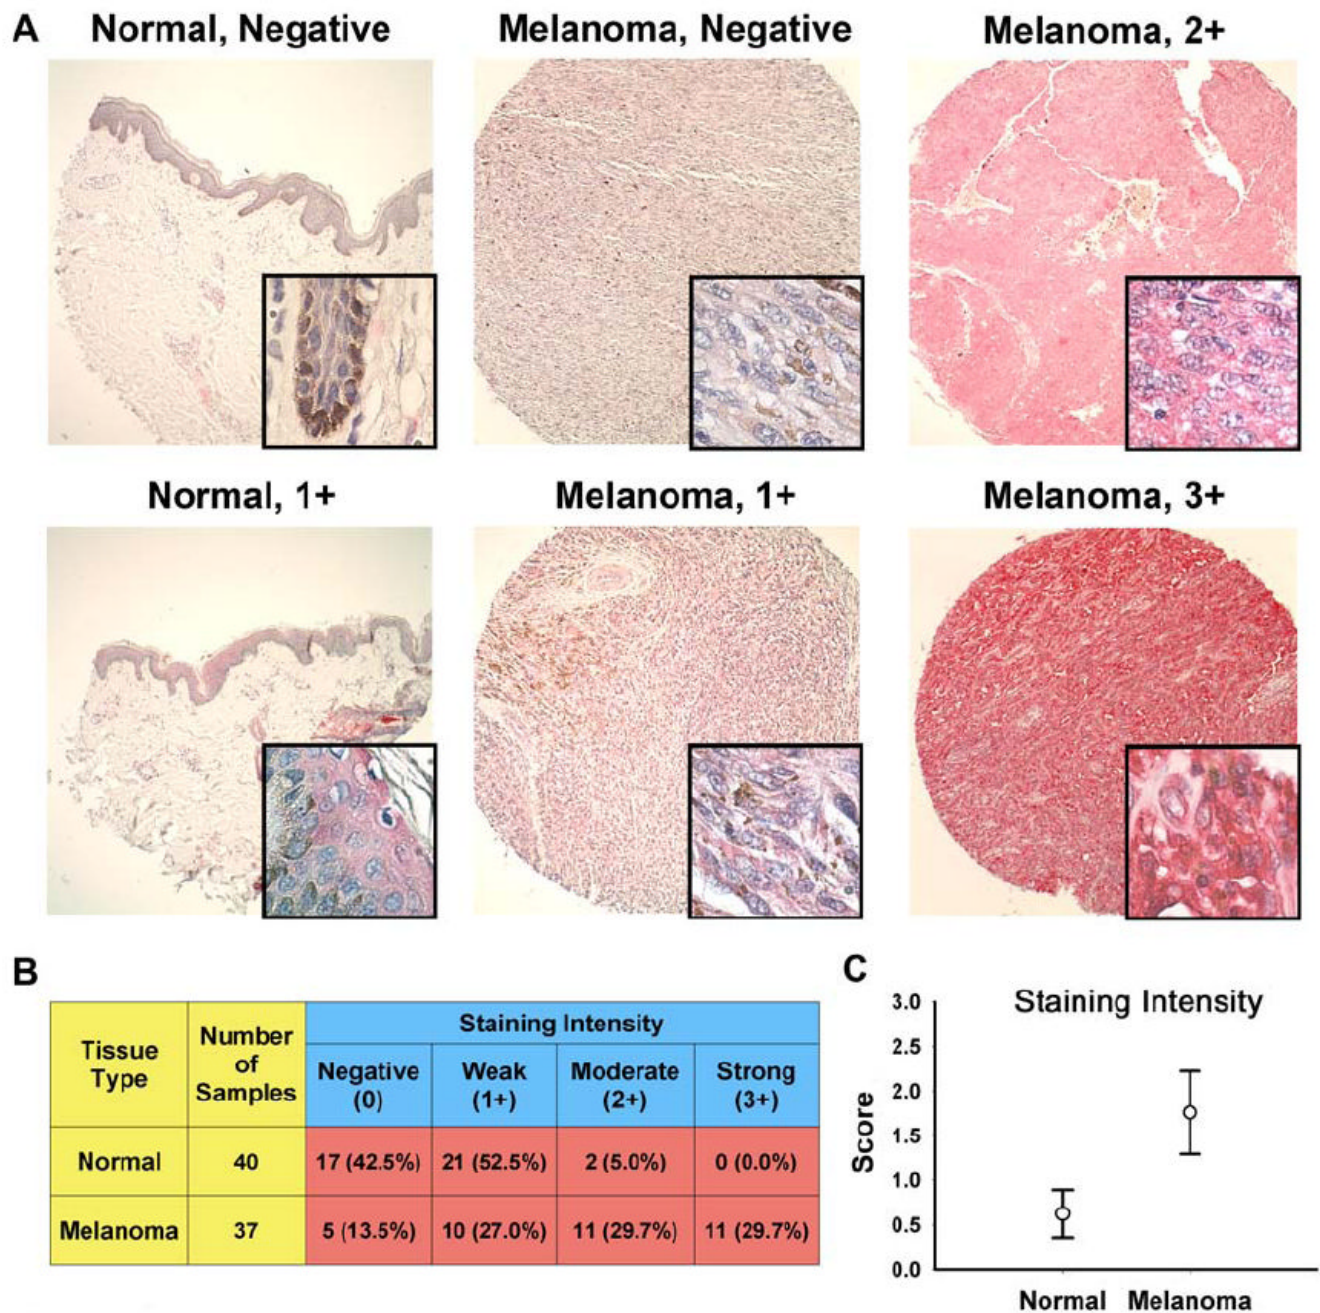 A
Normal, Negative
Melanoma, Negative
Melanoma, 2+
Normal, 1+
Melanoma, 1+
Melanoma, 3+
B
Tissue
Type
Number
of
Samples
Staining Intensity
Negative
(0)
Weak
(1+)
Moderate
(2+)
Strong
(3+)
Normal 40 17 (42.5%) 21 (52.5%) 2 (5.0%) 0 (0.0%)
Melanoma 37 5 (13.5%) 10 (27.0%) 11 (29.7%) 11 (29.7%)
C
Staining Intensity
Score
3.0
2.5
2.0
1.5
1.0
0.5
0.0
Normal Melanoma